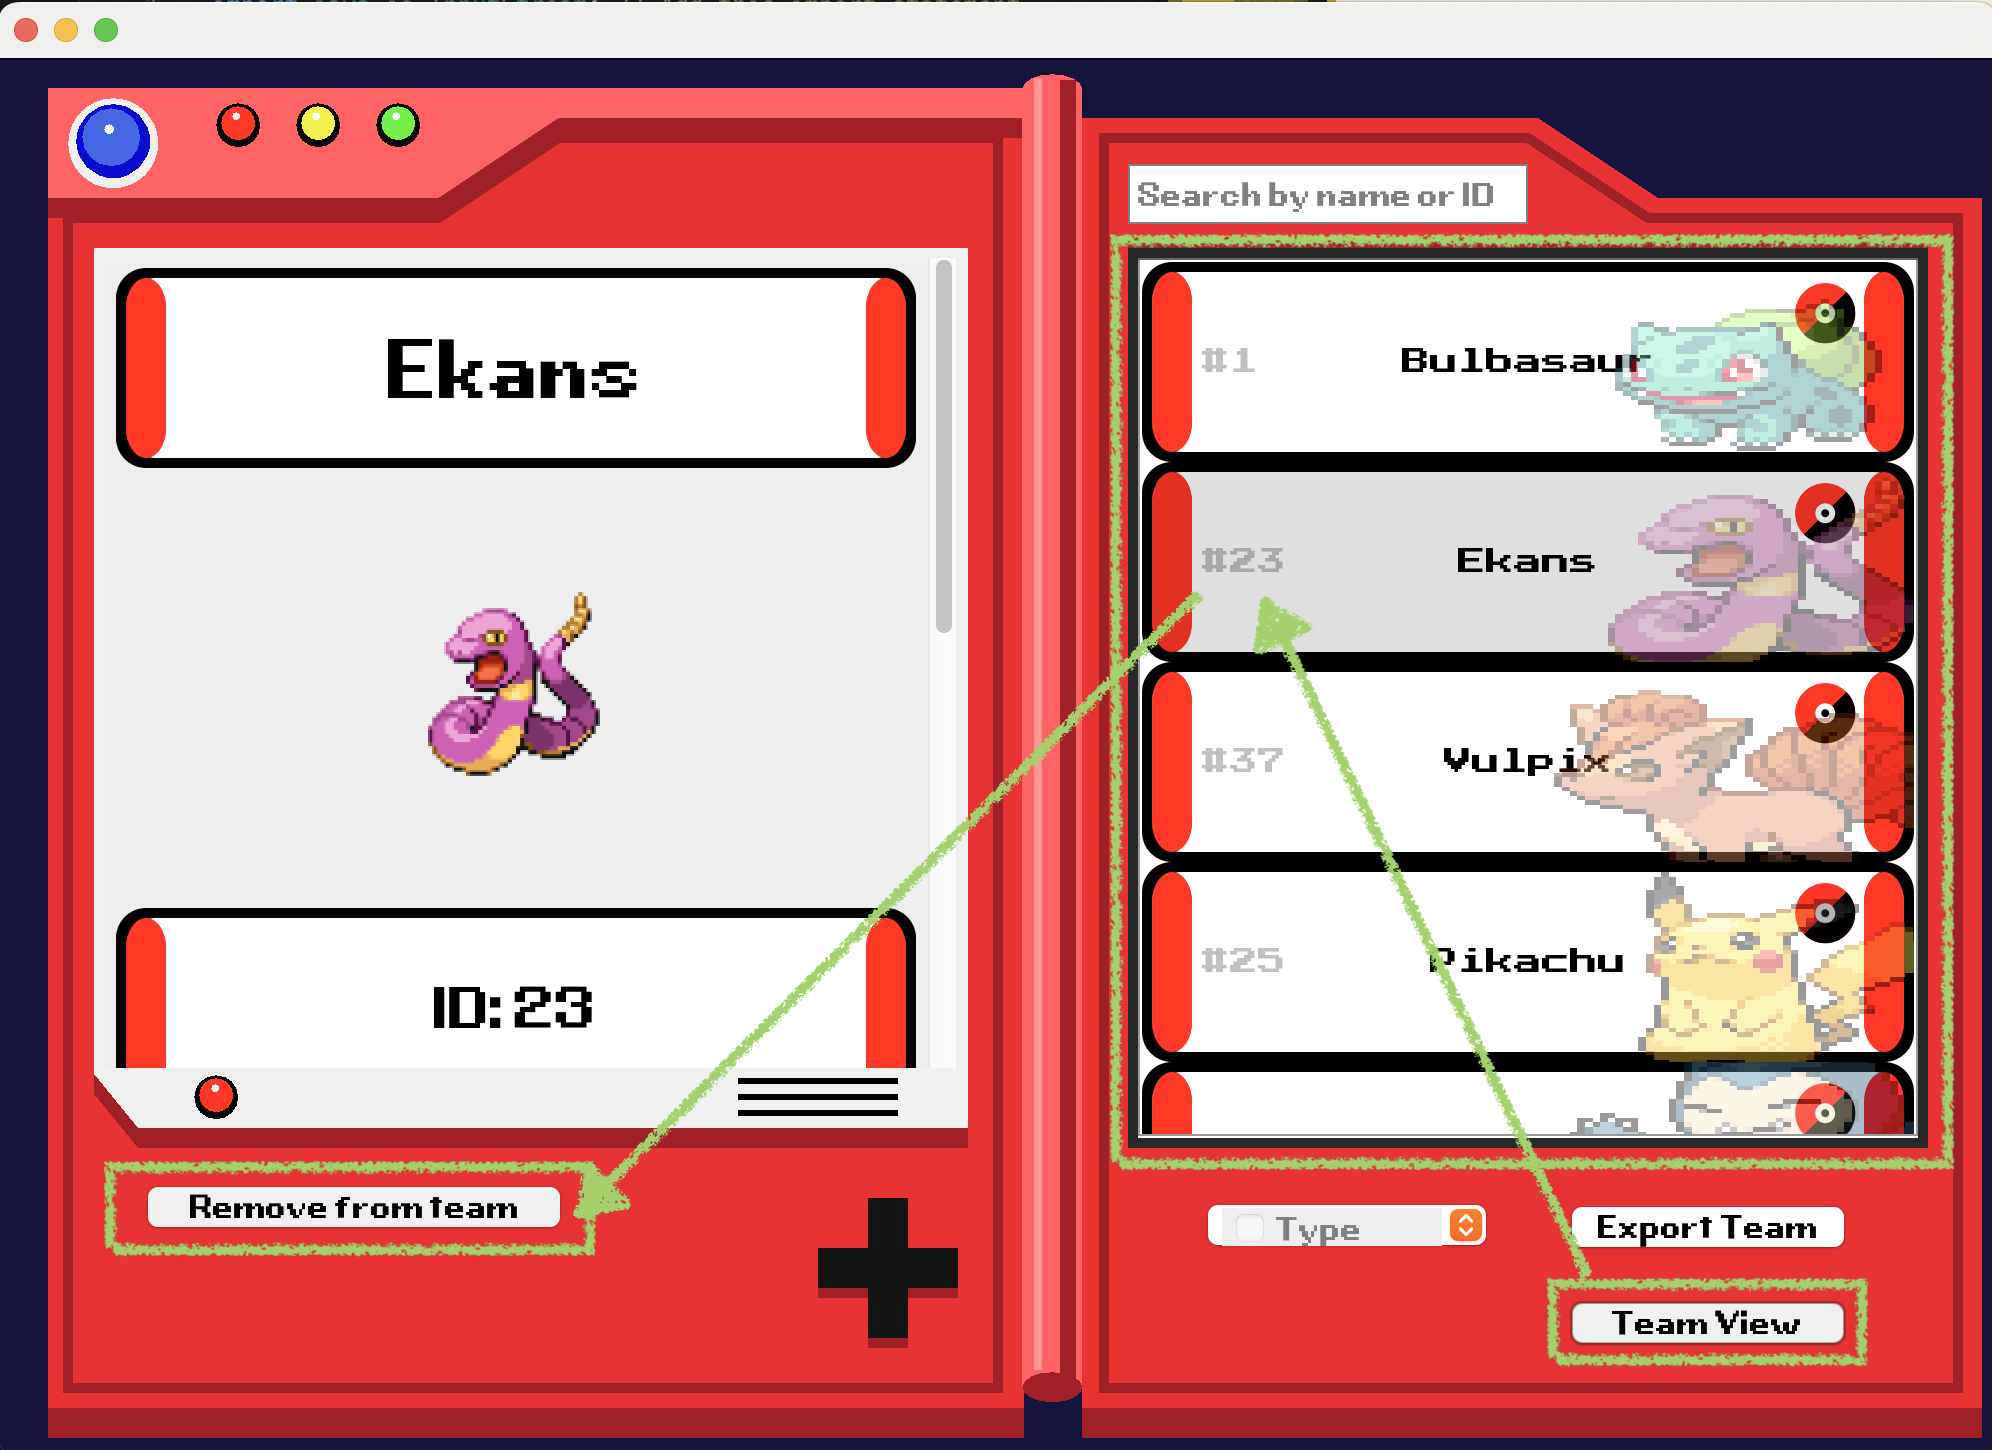 Ekans
ID: 23
Remove from team
Search by name or ID
#1 Bulbasaur
#23 Ekans
#37 Vulpix
#25 Pikachu
Type
Export Team
Team View